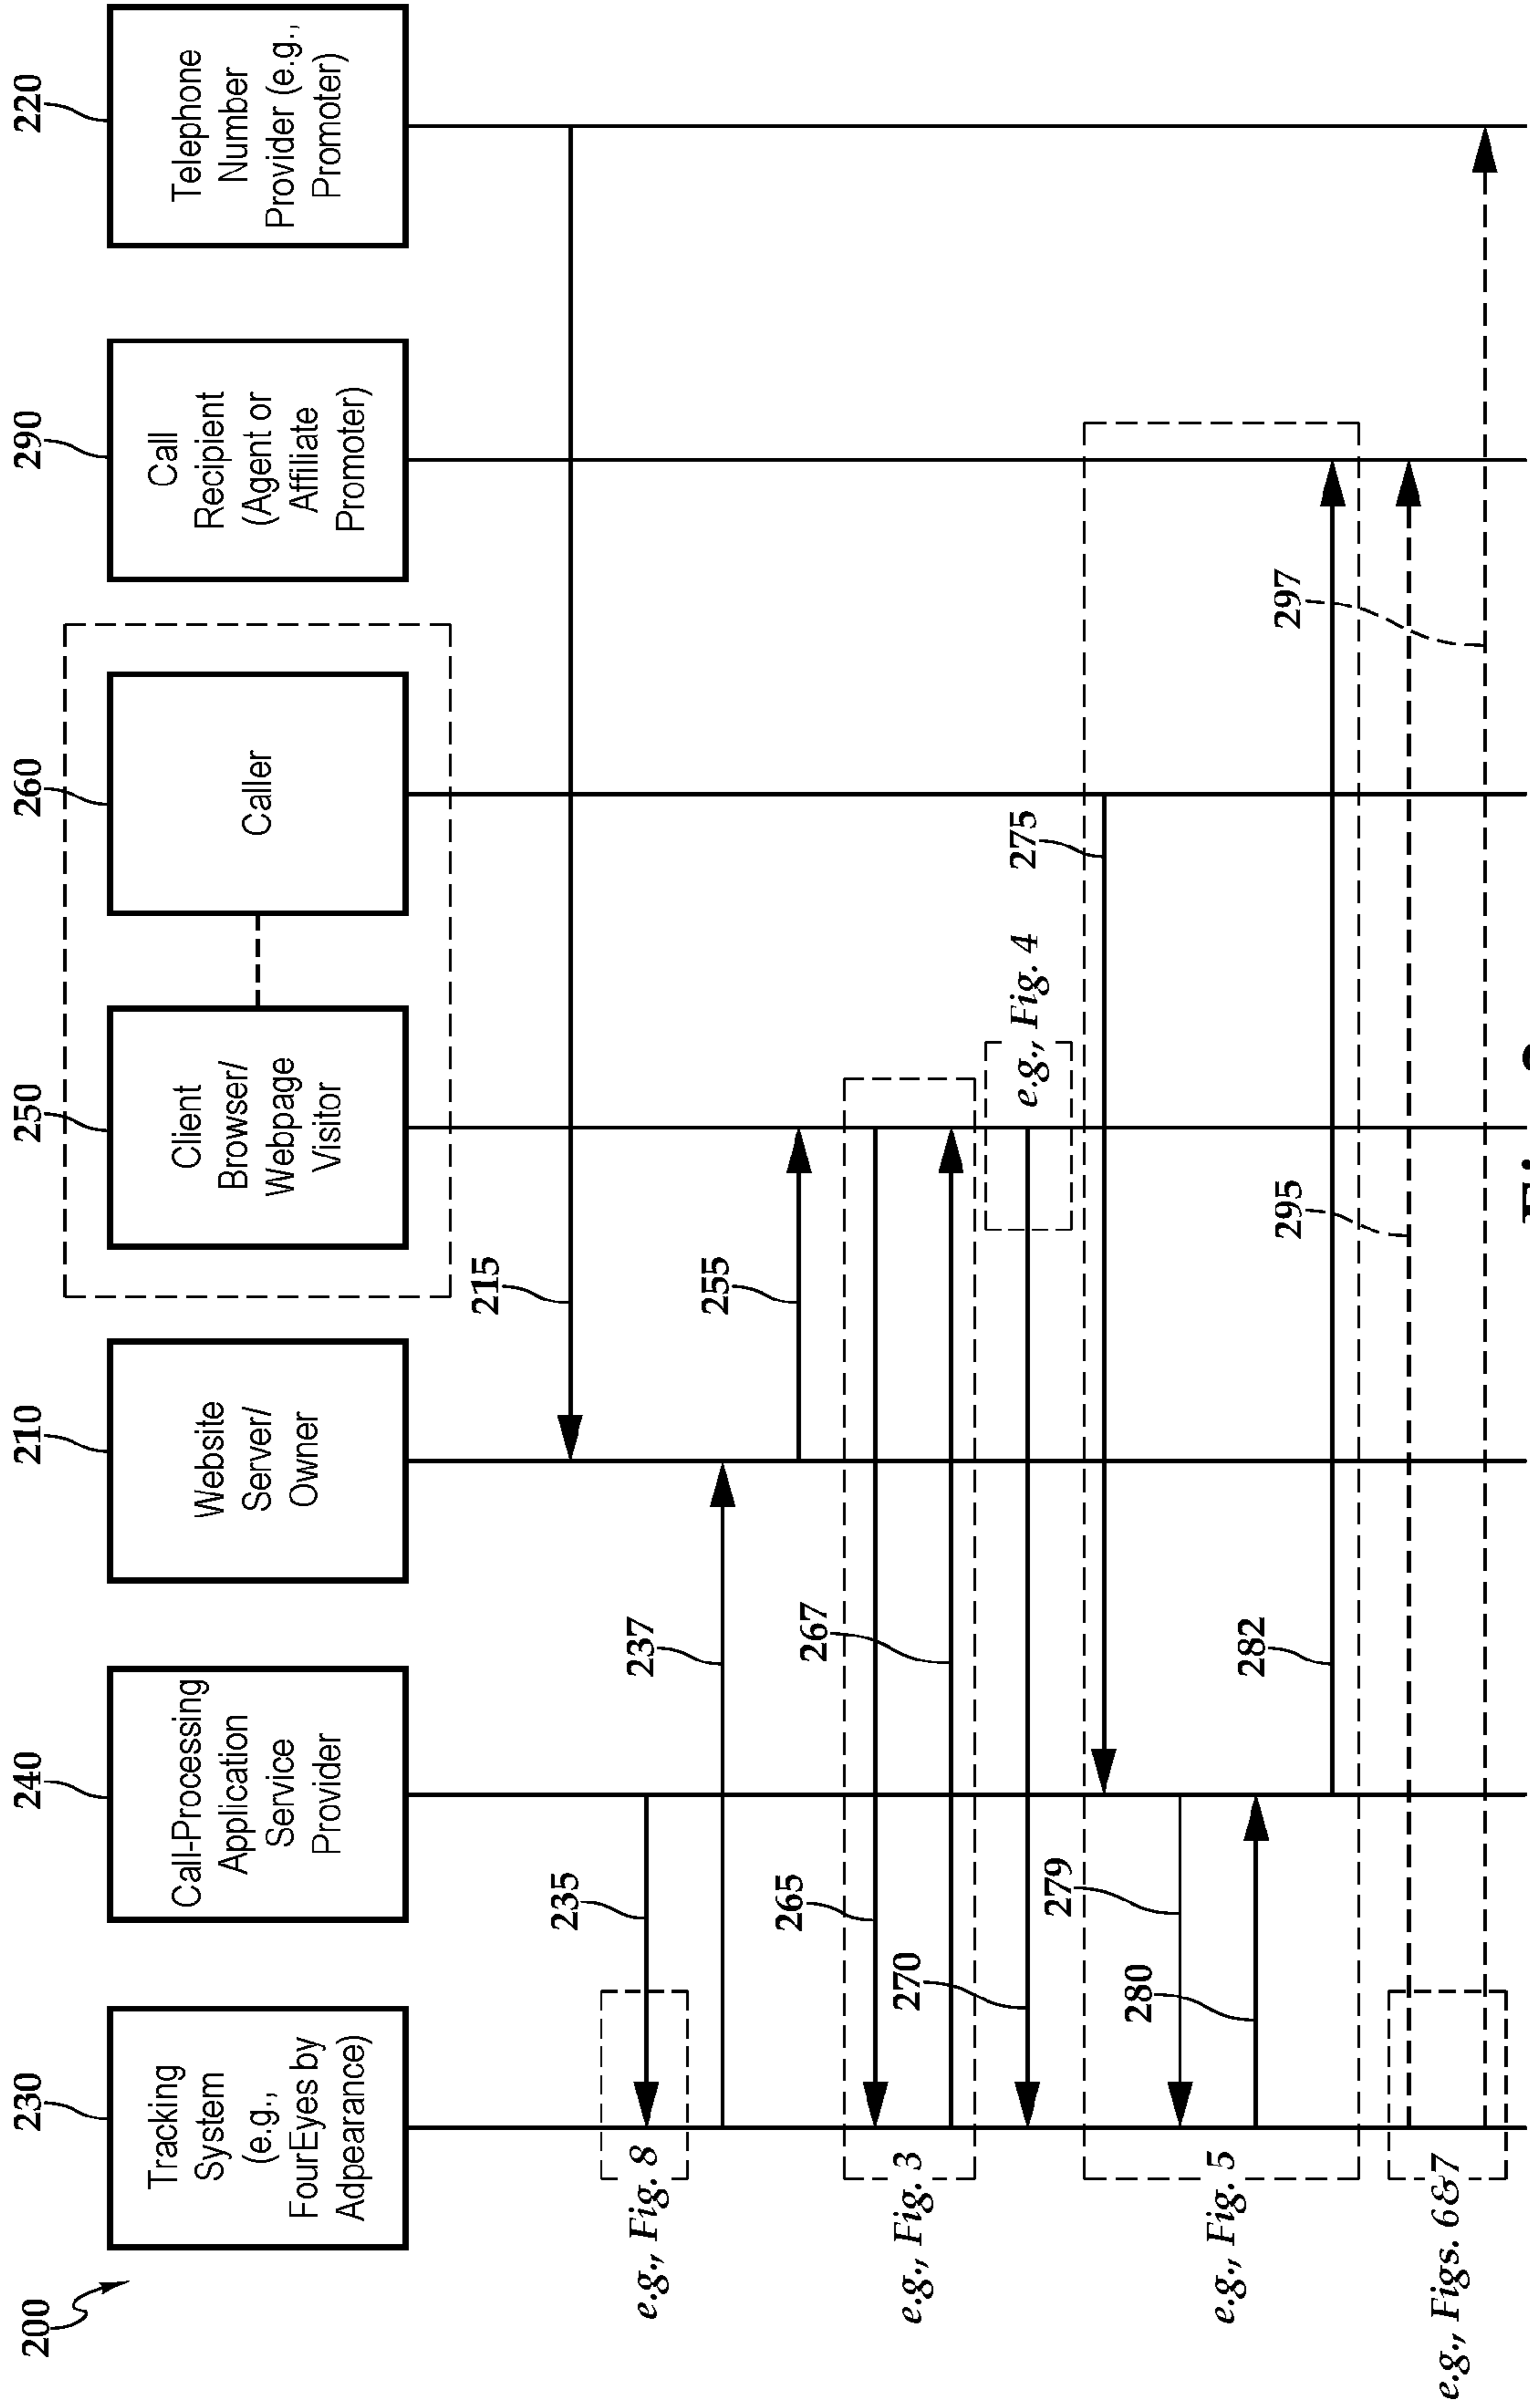 200
230
Tracking
System
(e.g.,
FourEyes by
Adpearance)
240
Call-Processing
Application
Service
Provider
210
Website
Server/
Owner
250
Client
Browser/
Webpage
Visitor
260
Caller
290
Call
Recipient
(Agent or
Affiliate
Promoter)
220
Telephone
Number
Provider (e.g.,
Promoter)
215
235
e.g., Fig. 8
237
255
265
e.g., Fig. 3
267
270
e.g., Fig. 4
275
279
e.g., Fig. 5
280
282
295
297
e.g., Figs. 6&7